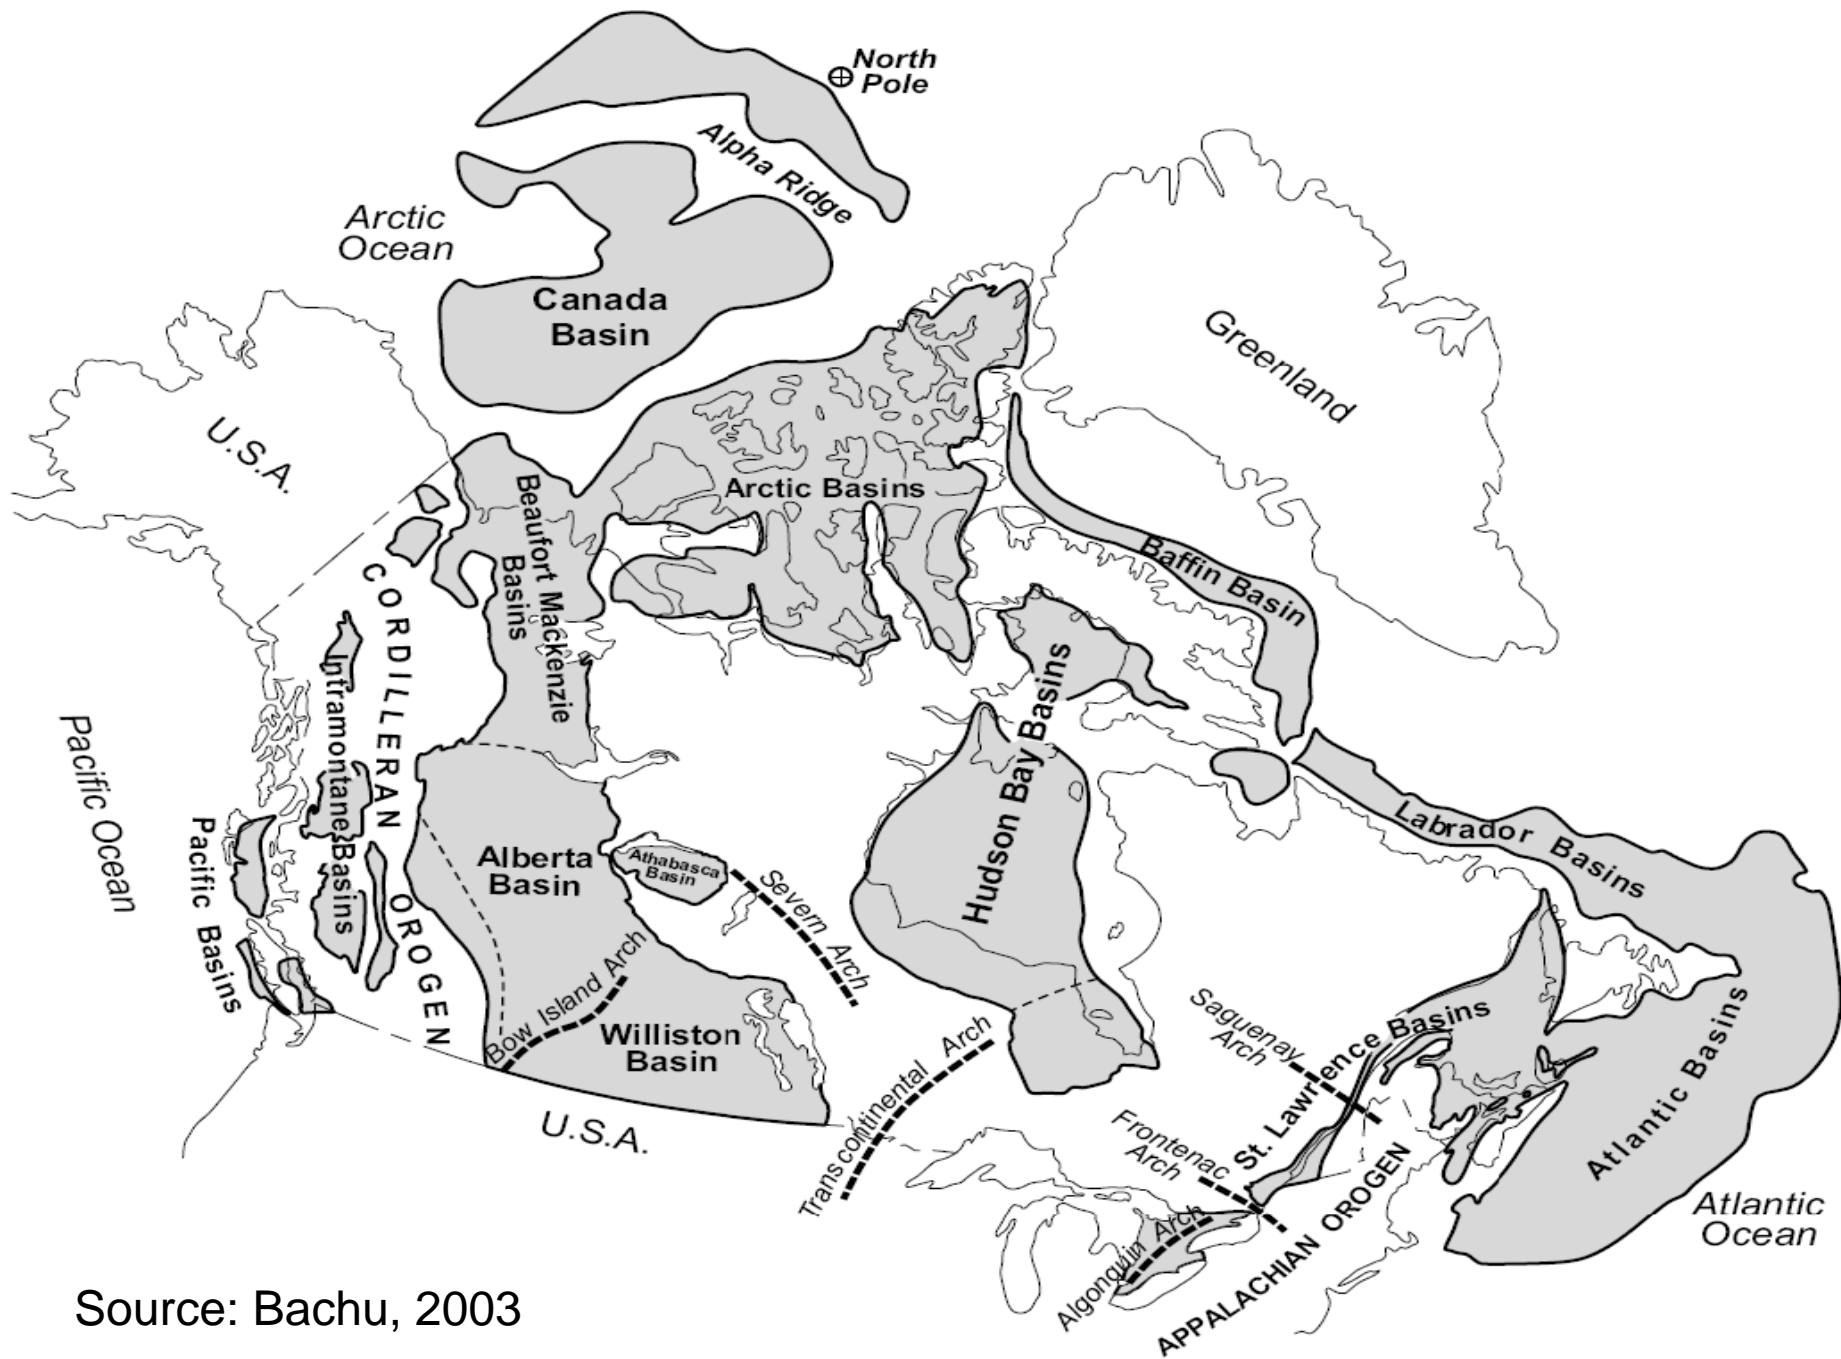 North
Pole
Alpha Ridge
Arctic
Ocean
Canada
Basin
Greenland
U.S.A.
Arctic Basins
Beaufort Mackenzie
Basins
Baffin Basin
CORDILLERAN OROGEN
Intramontane Basins
Pacific Ocean
Pacific Basins
Hudson Bay Basins
Labrador Basins
Alberta
Basin
Athabasca
Basin
Severn Arch
Bow Island Arch
Williston
Basin
U.S.A.
Transcontinental Arch
Saguenay
Arch
St. Lawrence Basins
Frontenac
Arch
Algonquin Arch
APPALACHIAN OROGEN
Atlantic Basins
Atlantic
Ocean
Source: Bachu, 2003